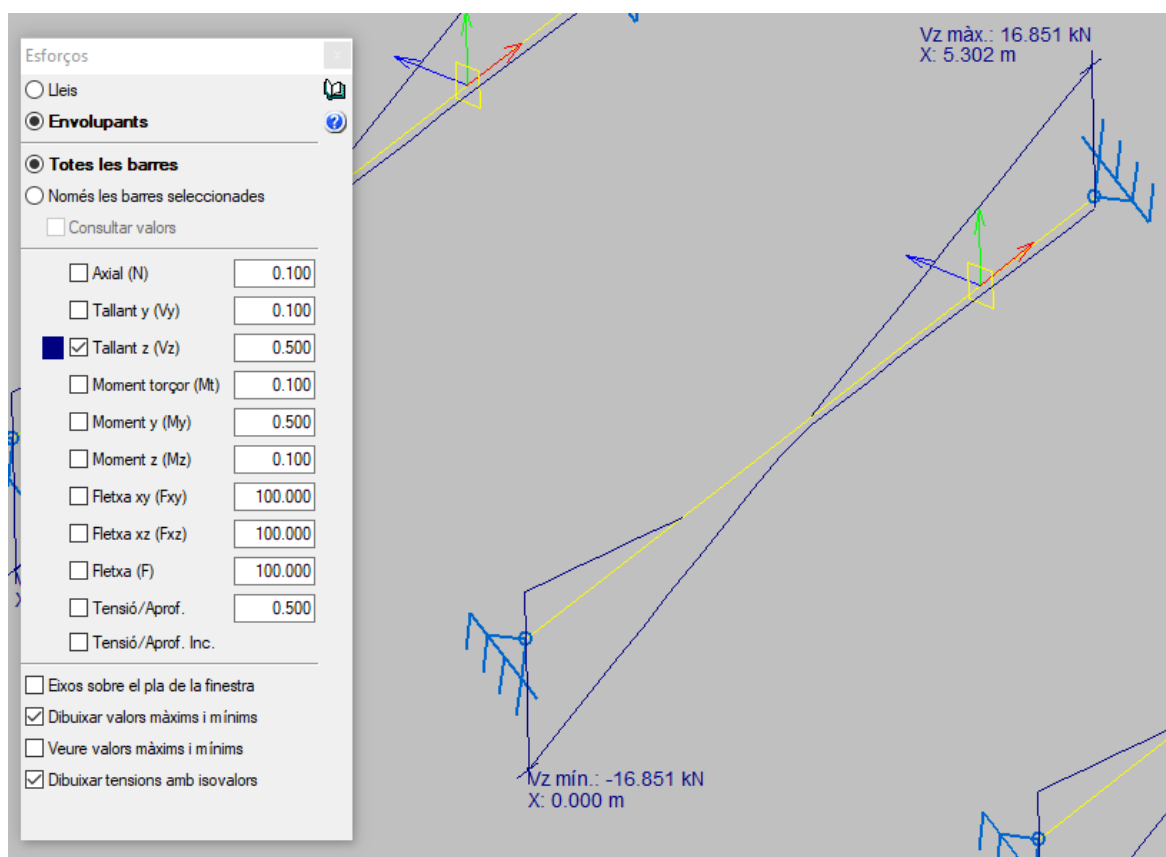 Esforços
Lleis
Envolupants
Totes les barres
Només les barres seleccionades
Consultar valors
Axial (N) 0.100
Tallant y (Vy) 0.100
Tallant z (Vz) 0.500
Moment torçor (Mt) 0.100
Moment y (My) 0.500
Moment z (Mz) 0.100
Fletxa xy (Fxy) 100.000
Fletxa xz (Fxz) 100.000
Fletxa (F) 100.000
Tensió/Aprof. 0.500
Tensió/Aprof. Inc.
Eixos sobre el pla de la finestra
Dibuixar valors màxims i mínims
Veure valors màxims i mínims
Dibuixar tensions amb isovalors
Vz màx.: 16.851 kN
X: 5.302 m
Vz mín.: -16.851 kN
X: 0.000 m